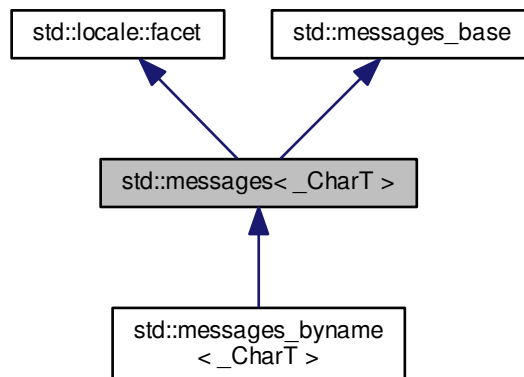 std::locale::facet
std::messages_base
std::messages< _CharT >
std::messages_byname
< _CharT >